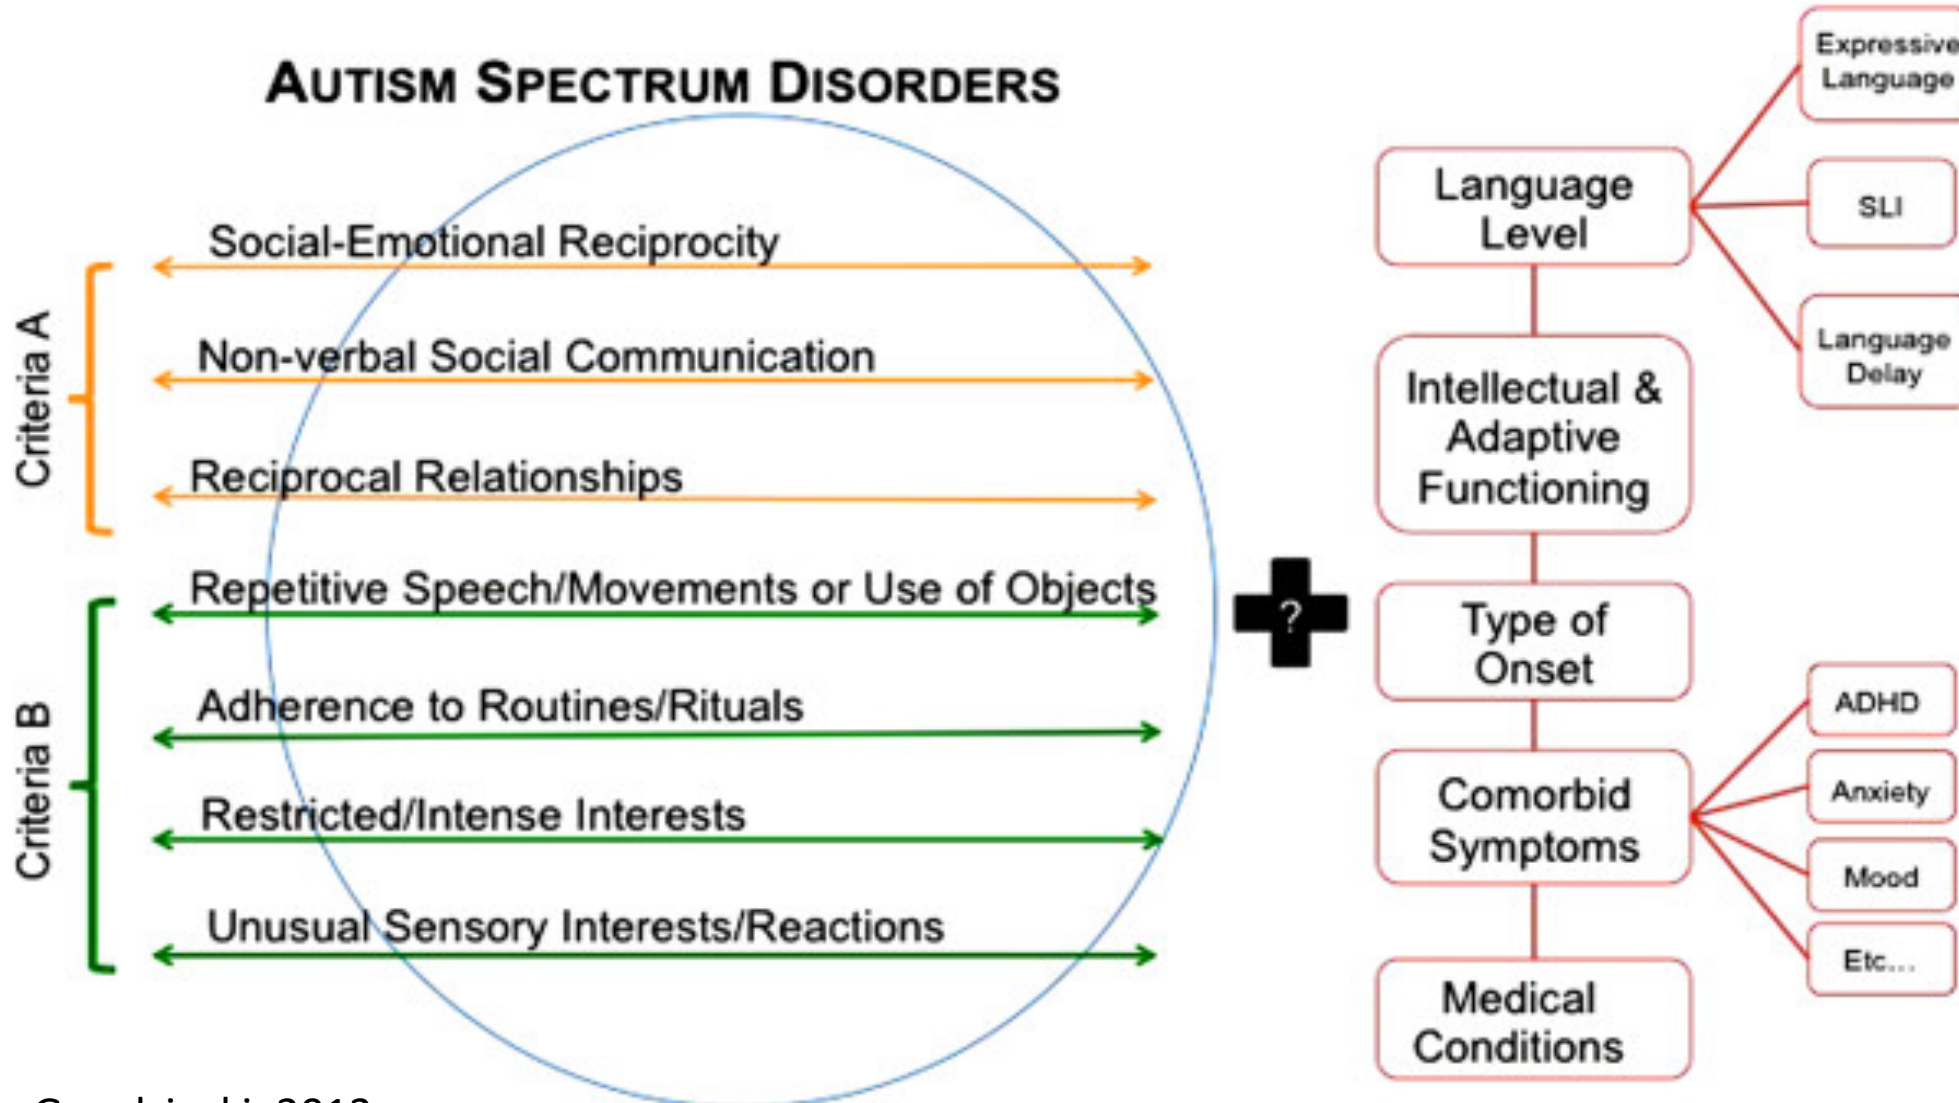 AUTISM SPECTRUM DISORDERS
Criteria A
Social-Emotional Reciprocity
Non-verbal Social Communication
Reciprocal Relationships
Criteria B
Repetitive Speech/Movements or Use of Objects
Adherence to Routines/Rituals
Restricted/Intense Interests
Unusual Sensory Interests/Reactions
?
Language
Level
Expressive
Language
SLI
Language
Delay
Intellectual &
Adaptive
Functioning
Type of
Onset
Comorbid
Symptoms
ADHD
Anxiety
Mood
Etc...
Medical
Conditions